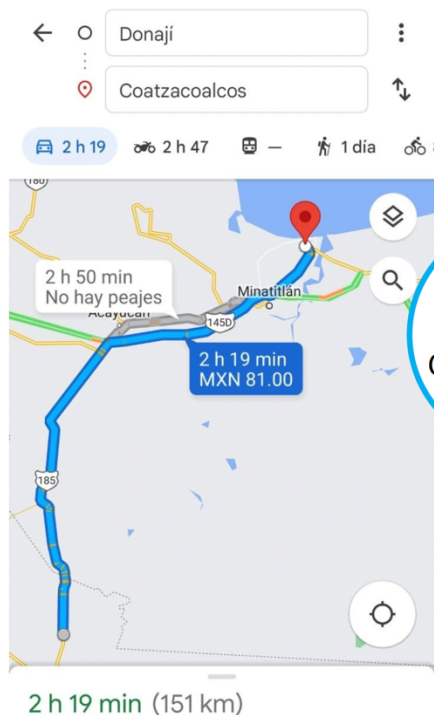 Donají
Coatzacoalcos
2 h 19
2 h 47
—
1 día
180
2 h 50 min
No hay peajes
Acayucan
Minatitlán
145D
2 h 19 min
MXN 81.00
185
2 h 19 min (151 km)